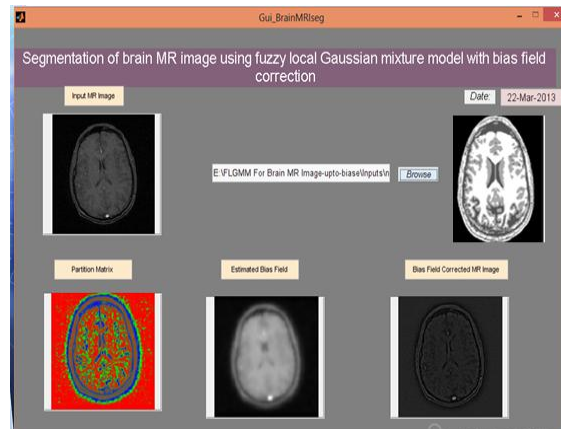 Gui_BrainMRIseg
Segmentation of brain MR image using fuzzy local Gaussian mixture model with bias field
correction
Input MR Image
Date:
22-Mar-2013
E:\FLGMM For Brain MR Image-upto-biase\Inputs\n
Browse
Partition Matrix
Estimated Bias Field
Bias Field Corrected MR Image